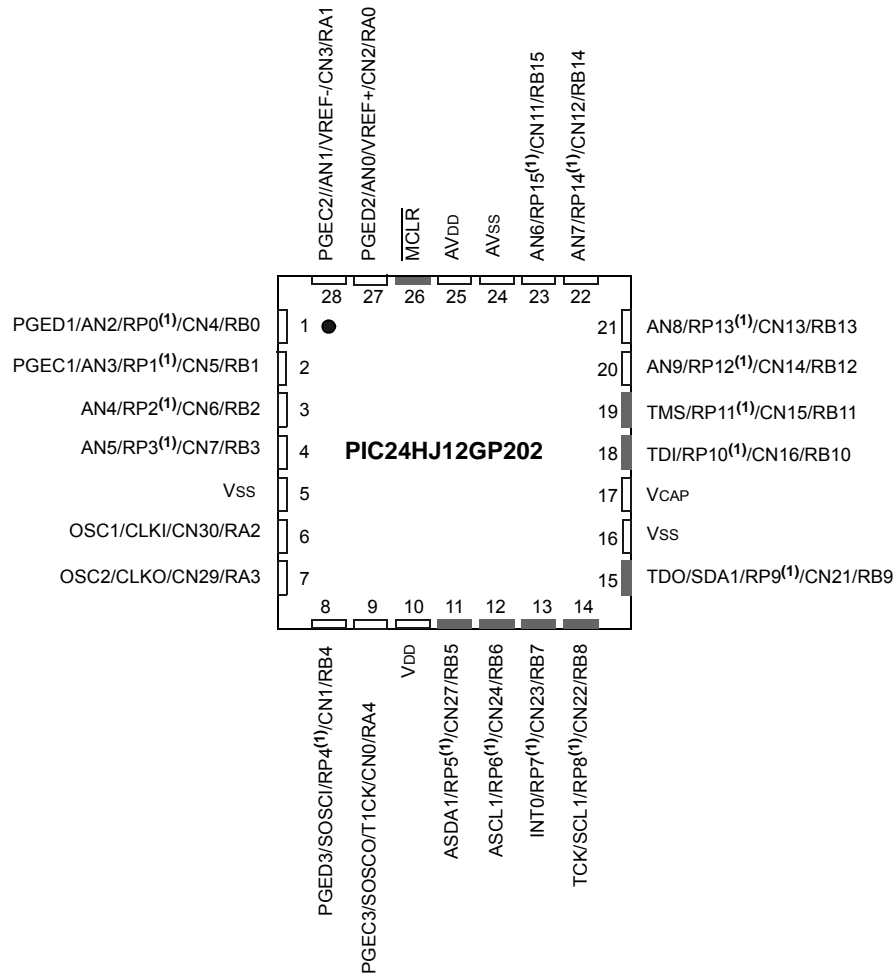 PGEC2//AN1/VREF-/CN3/RA1
PGED2/AN0/VREF+/CN2/RA0
MCLR
AVDD
AVSS
AN6/RP15(1)/CN11/RB15
AN7/RP14(1)/CN12/RB14
28 27 26 25 24 23 22
PGED1/AN2/RP0(1)/CN4/RB0 1
PGEC1/AN3/RP1(1)/CN5/RB1 2
AN4/RP2(1)/CN6/RB2 3
AN5/RP3(1)/CN7/RB3 4
VSS 5
OSC1/CLKI/CN30/RA2 6
OSC2/CLKO/CN29/RA3 7
PIC24HJ12GP202
21 AN8/RP13(1)/CN13/RB13
20 AN9/RP12(1)/CN14/RB12
19 TMS/RP11(1)/CN15/RB11
18 TDI/RP10(1)/CN16/RB10
17 VCAP
16 VSS
15 TDO/SDA1/RP9(1)/CN21/RB9
8 9 10 11 12 13 14
PGED3/SOSCI/RP4(1)/CN1/RB4
PGEC3/SOSCO/T1CK/CN0/RA4
VDD
ASDA1/RP5(1)/CN27/RB5
ASCL1/RP6(1)/CN24/RB6
INT0/RP7(1)/CN23/RB7
TCK/SCL1/RP8(1)/CN22/RB8